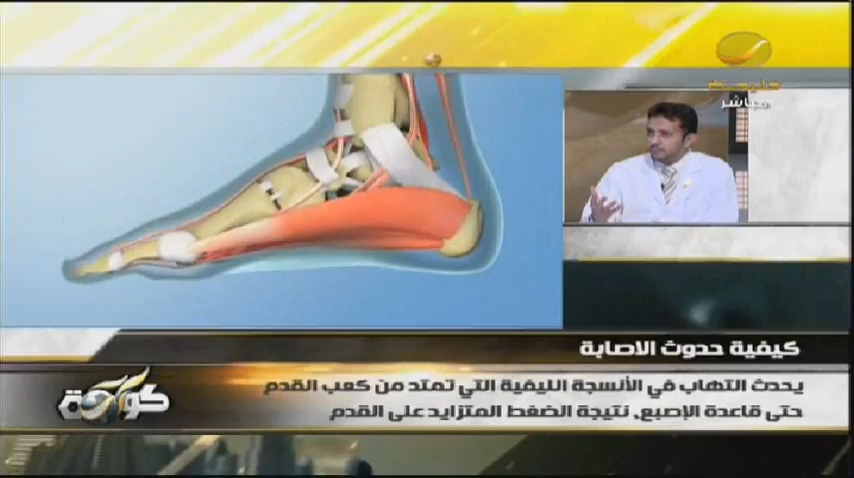 خليجية
مباشر
كيفية حدوث الاصابة
يحدث التهاب في الأنسجة الليفية التي تمتد من كعب القدم
حتى قاعدة الإصبع، نتيجة الضغط المتزايد على القدم
كورة